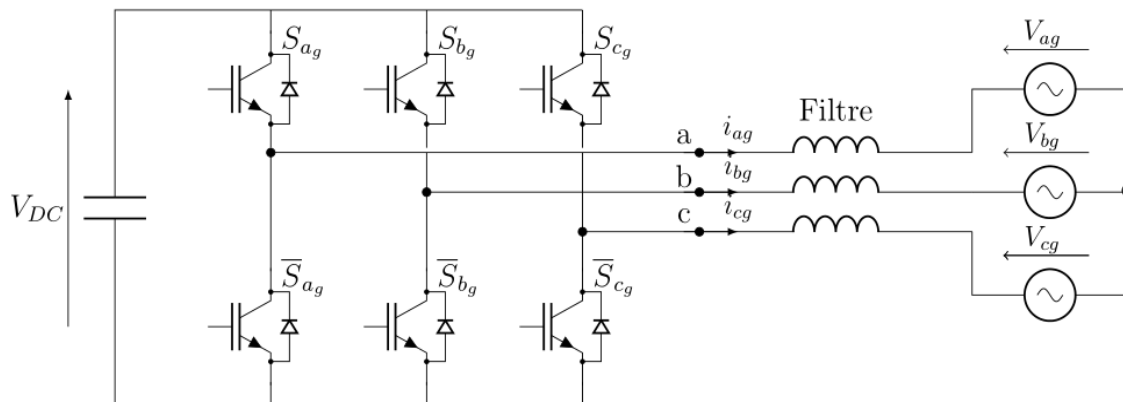 S_{a_g}
S_{b_g}
S_{c_g}
V_{ag}
Filtre
a
i_{ag}
V_{bg}
b
i_{bg}
V_{DC}
c
i_{cg}
V_{cg}
\overline{S}_{a_g}
\overline{S}_{b_g}
\overline{S}_{c_g}